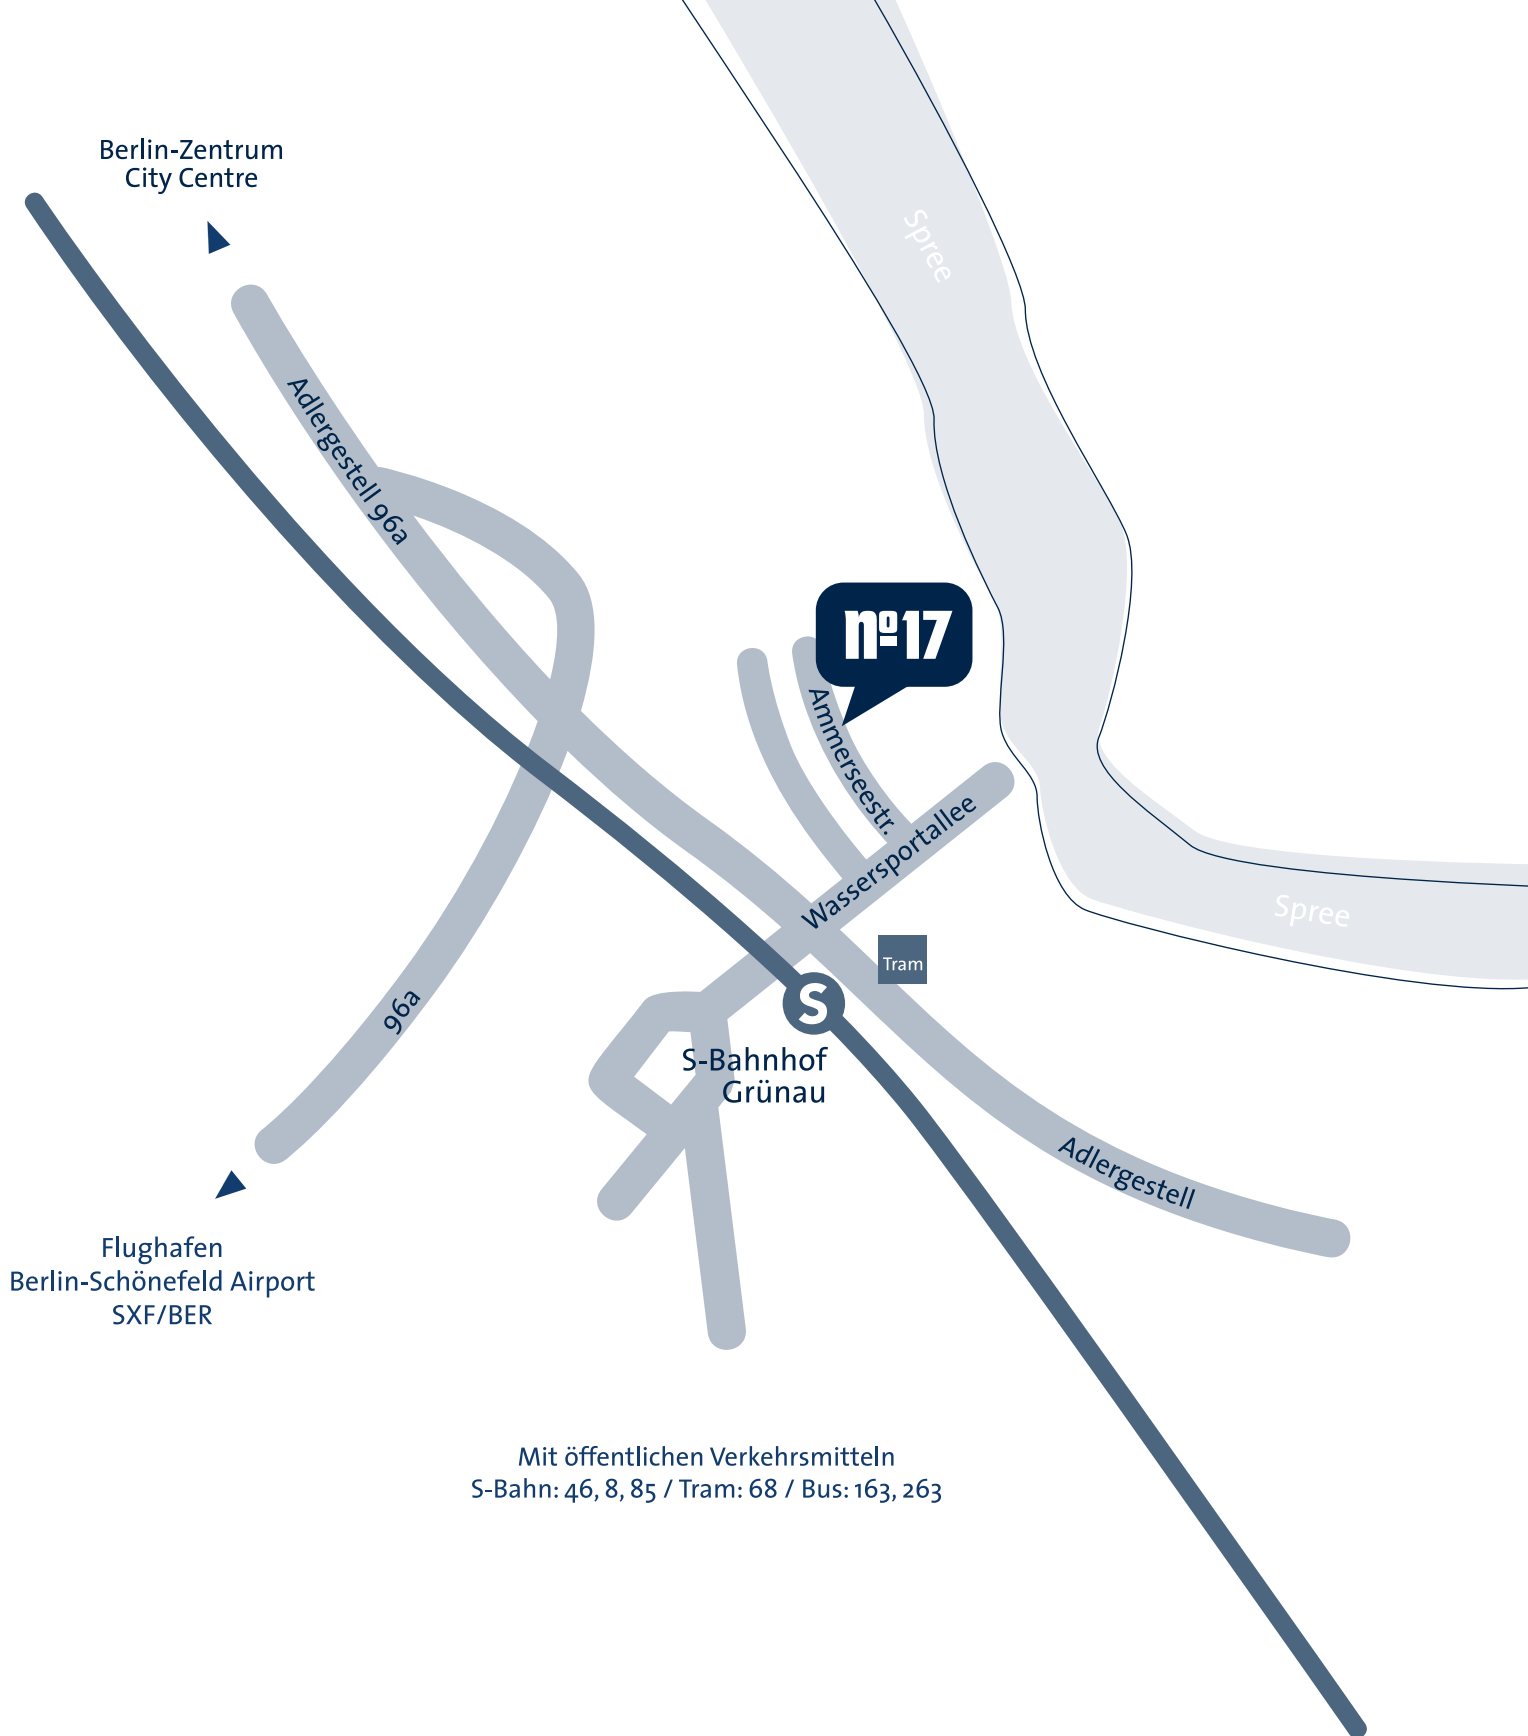 Berlin-Zentrum
City Centre
Spree
Adlergestell 96a
nº17
Ammerseestr.
Wassersportallee
Spree
Tram
96a
S
S-Bahnhof
Grünau
Adlergestell
Flughafen
Berlin-Schönefeld Airport
SXF/BER
Mit öffentlichen Verkehrsmitteln
S-Bahn: 46, 8, 85 / Tram: 68 / Bus: 163, 263